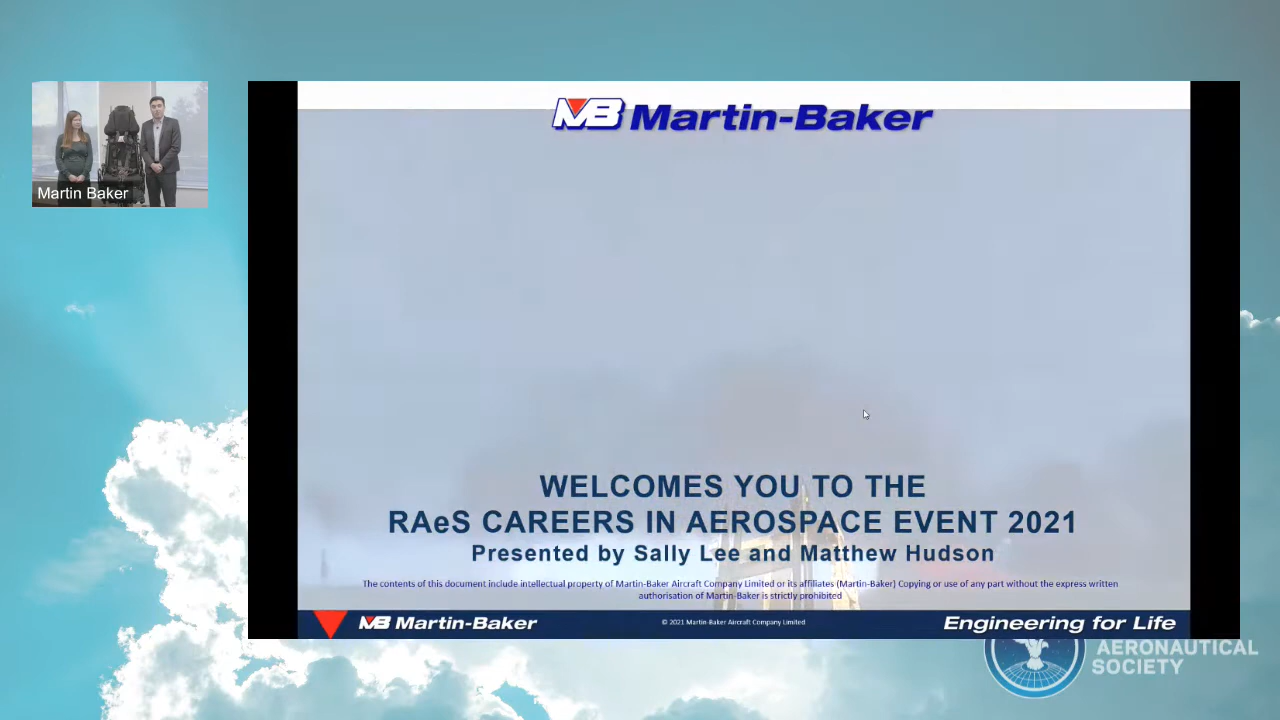 Martin Baker
MB Martin-Baker
WELCOMES YOU TO THE
RAeS CAREERS IN AEROSPACE EVENT 2021
Presented by Sally Lee and Matthew Hudson
The contents of this document include intellectual property of Martin-Baker Aircraft Company Limited or its affiliates (Martin-Baker) Copying or use of any part without the express written
authorisation of Martin-Baker is strictly prohibited
MB Martin-Baker
© 2021 Martin-Baker Aircraft Company Limited
Engineering for Life
AERONAUTICAL
SOCIETY